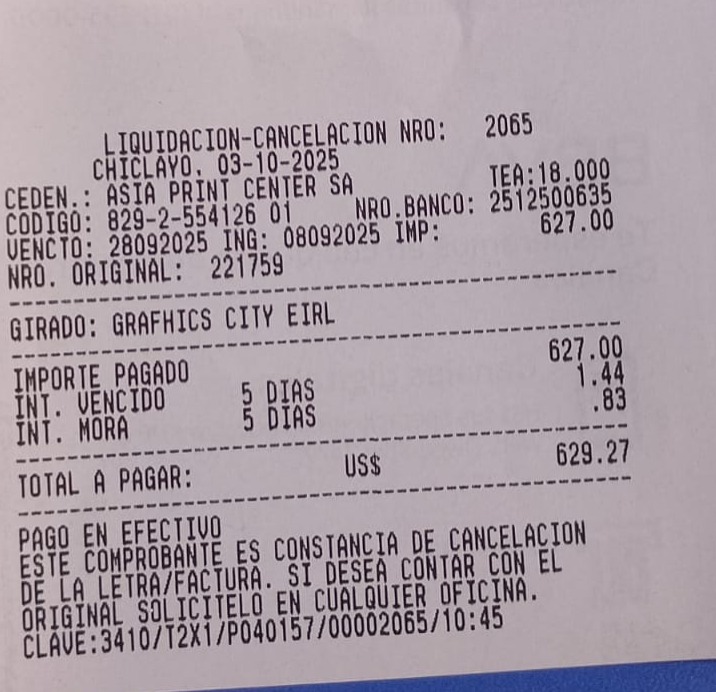 LIQUIDACION-CANCELACION NRO: 2065
CHICLAYO, 03-10-2025
CEDEN.: ASIA PRINT CENTER SA TEA:18.000
CODIGO: 829-2-554126 01 NRO.BANCO: 2512500635
VENCTO: 28092025 ING: 08092025 IMP: 627.00
NRO. ORIGINAL: 221759
GIRADO: GRAFHICS CITY EIRL
IMPORTE PAGADO 627.00
INT. VENCIDO 5 DIAS 1.44
INT. MORA 5 DIAS .83
TOTAL A PAGAR: US$ 629.27
PAGO EN EFECTIVO
ESTE COMPROBANTE ES CONSTANCIA DE CANCELACION
DE LA LETRA/FACTURA. SI DESEA CONTAR CON EL
ORIGINAL SOLICITELO EN CUALQUIER OFICINA.
CLAVE:3410/T2X1/P040157/00002065/10:45